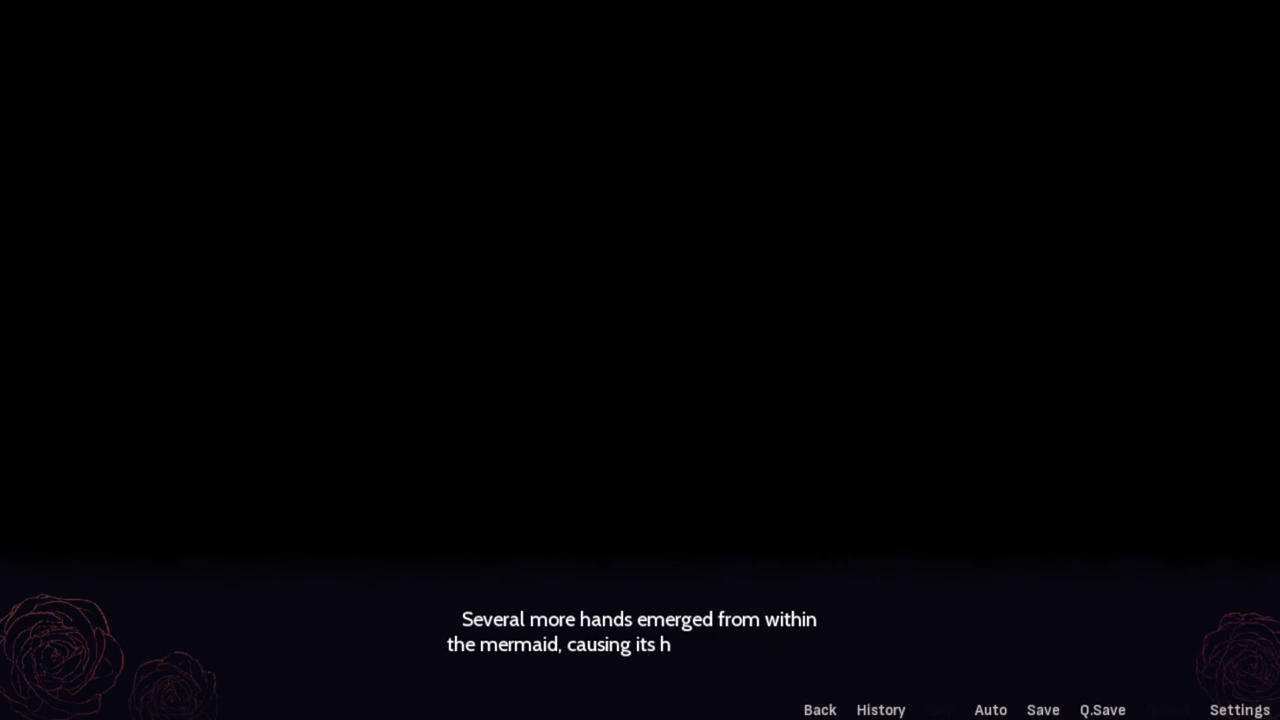 Several more hands emerged from within
the mermaid, causing its h
Back History Auto Save Q.Save Settings